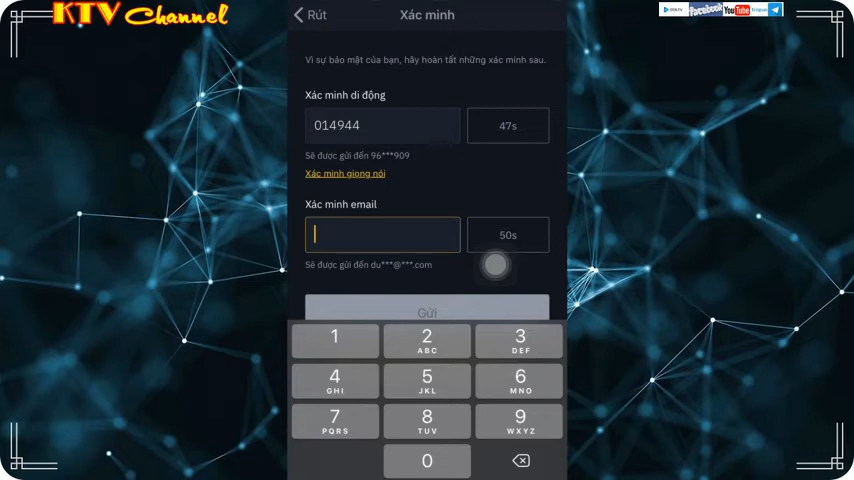 KTV Channel
facebook
YouTube
Rút
Xác minh
Vì sự bảo mật của bạn, hãy hoàn tất những xác minh sau.
Xác minh di động
014944
47s
Sẽ được gửi đến 96***909
Xác minh giọng nói
Xác minh email
50s
Sẽ được gửi đến du***@***.com
Gửi
1
2
3
ABC
DEF
4
5
6
GHI
JKL
MNO
7
8
9
PQRS
TUV
WXYZ
0